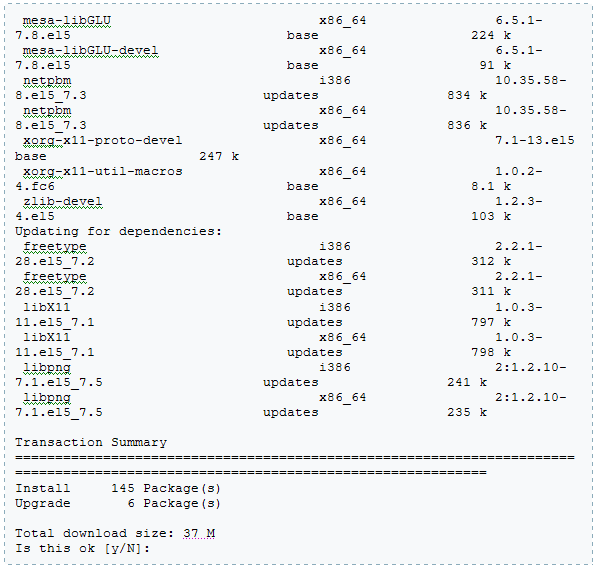 mesa-libGLU x86_64 6.5.1-
7.8.el5 base 224 k
mesa-libGLU-devel x86_64 6.5.1-
7.8.el5 base 91 k
netpbm i386 10.35.58-
8.el5_7.3 updates 834 k
netpbm x86_64 10.35.58-
8.el5_7.3 updates 836 k
xorg-x11-proto-devel x86_64 7.1-13.el5
base 247 k
xorg-x11-util-macros x86_64 1.0.2-
4.fc6 base 8.1 k
zlib-devel x86_64 1.2.3-
4.el5 base 103 k
Updating for dependencies:
freetype i386 2.2.1-
28.el5_7.2 updates 312 k
freetype x86_64 2.2.1-
28.el5_7.2 updates 311 k
libX11 i386 1.0.3-
11.el5_7.1 updates 797 k
libX11 x86_64 1.0.3-
11.el5_7.1 updates 798 k
libpng i386 2:1.2.10-
7.1.el5_7.5 updates 241 k
libpng x86_64 2:1.2.10-
7.1.el5_7.5 updates 235 k
Transaction Summary
======================================================================
===========================================================
Install 145 Package(s)
Upgrade 6 Package(s)
Total download size: 37 M
Is this ok [y/N]: